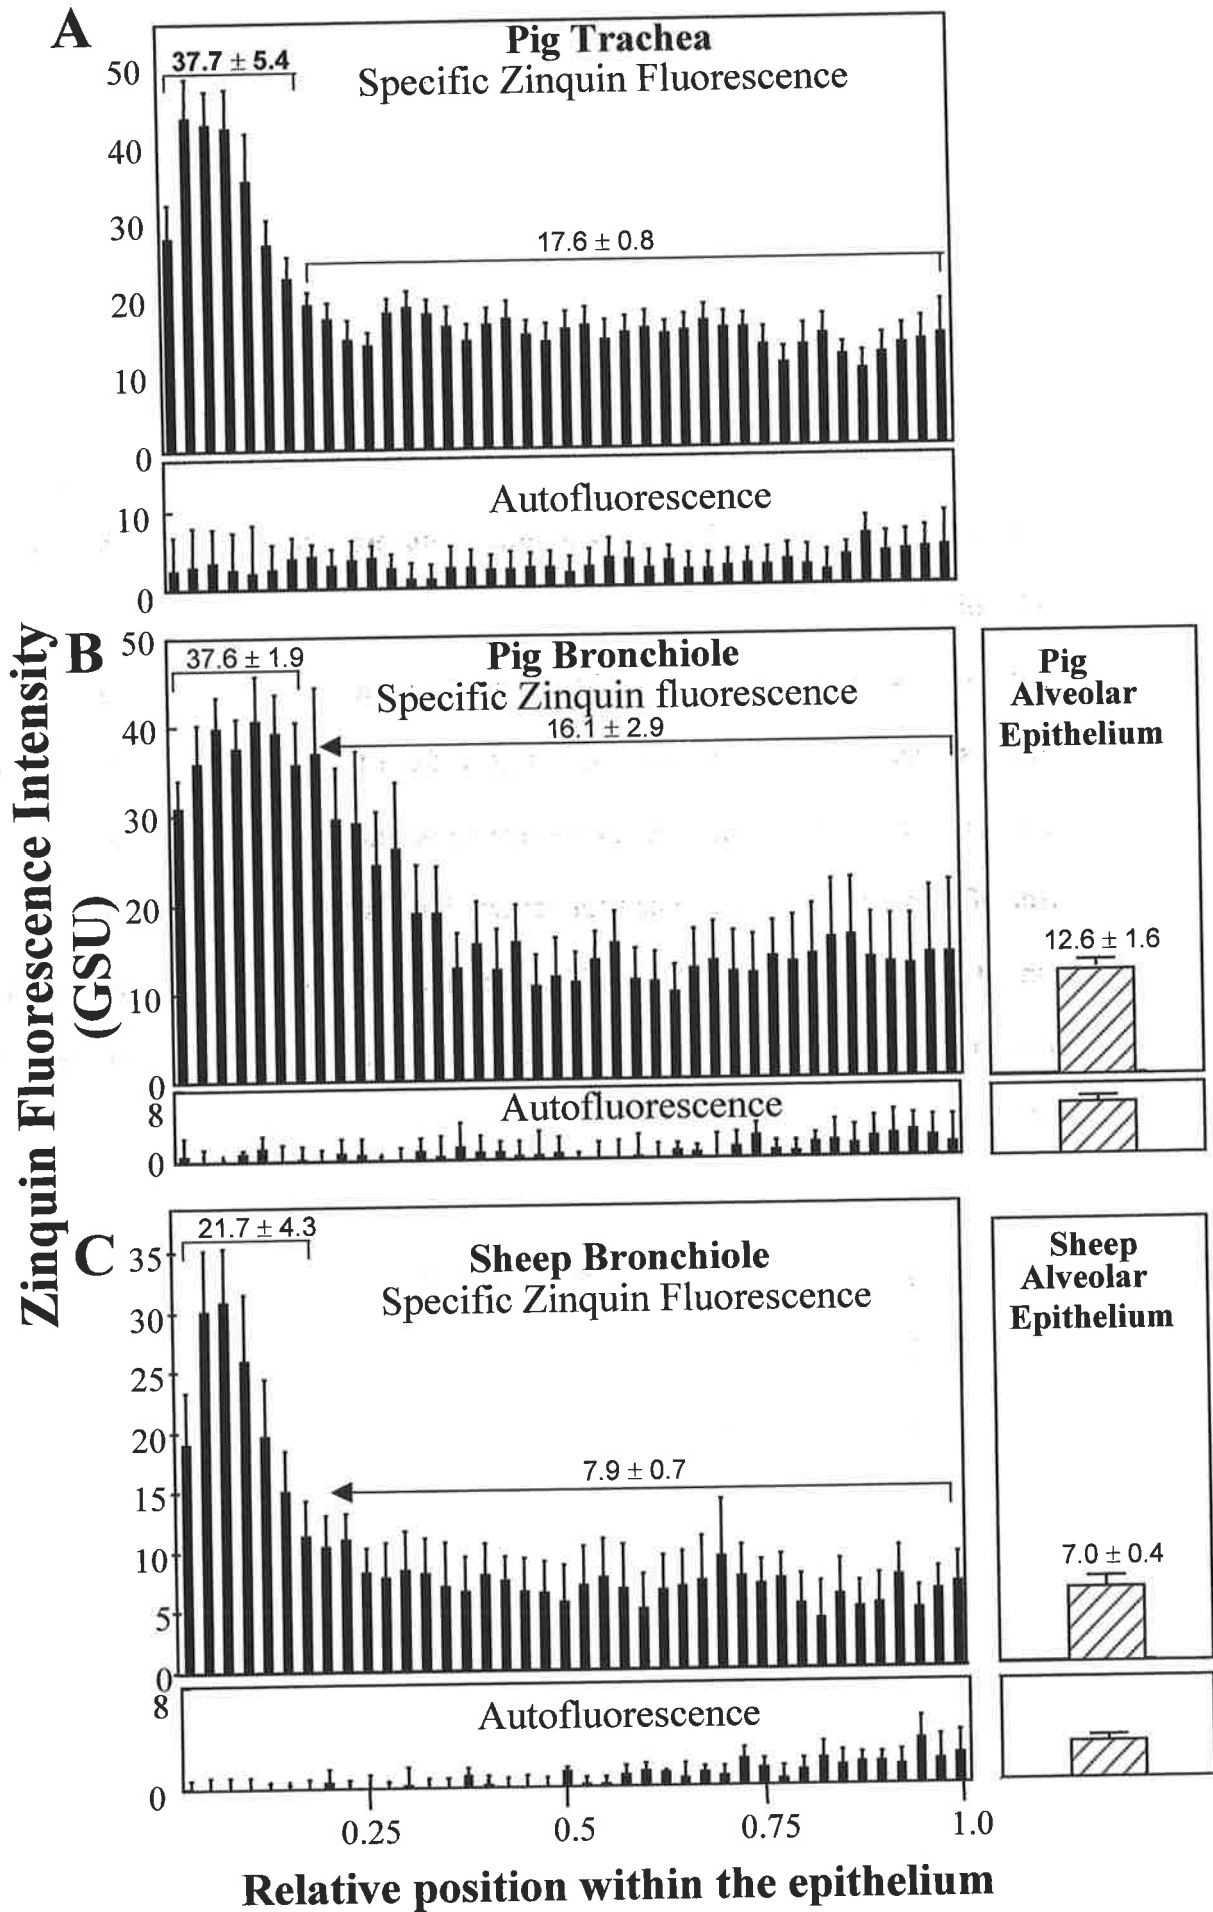 A
Pig Trachea
Specific Zinquin Fluorescence
37.7 ± 5.4
17.6 ± 0.8
50
40
30
20
10
0
Autofluorescence
10
0
Zinquin Fluorescence Intensity
(GSU)
B
Pig Bronchiole
Specific Zinquin fluorescence
37.6 ± 1.9
16.1 ± 2.9
50
40
30
20
10
0
Pig
Alveolar
Epithelium
12.6 ± 1.6
Autofluorescence
8
0
C
Sheep Bronchiole
Specific Zinquin Fluorescence
21.7 ± 4.3
7.9 ± 0.7
35
30
25
20
15
10
5
0
Sheep
Alveolar
Epithelium
7.0 ± 0.4
Autofluorescence
8
0
0.25
0.5
0.75
1.0
Relative position within the epithelium